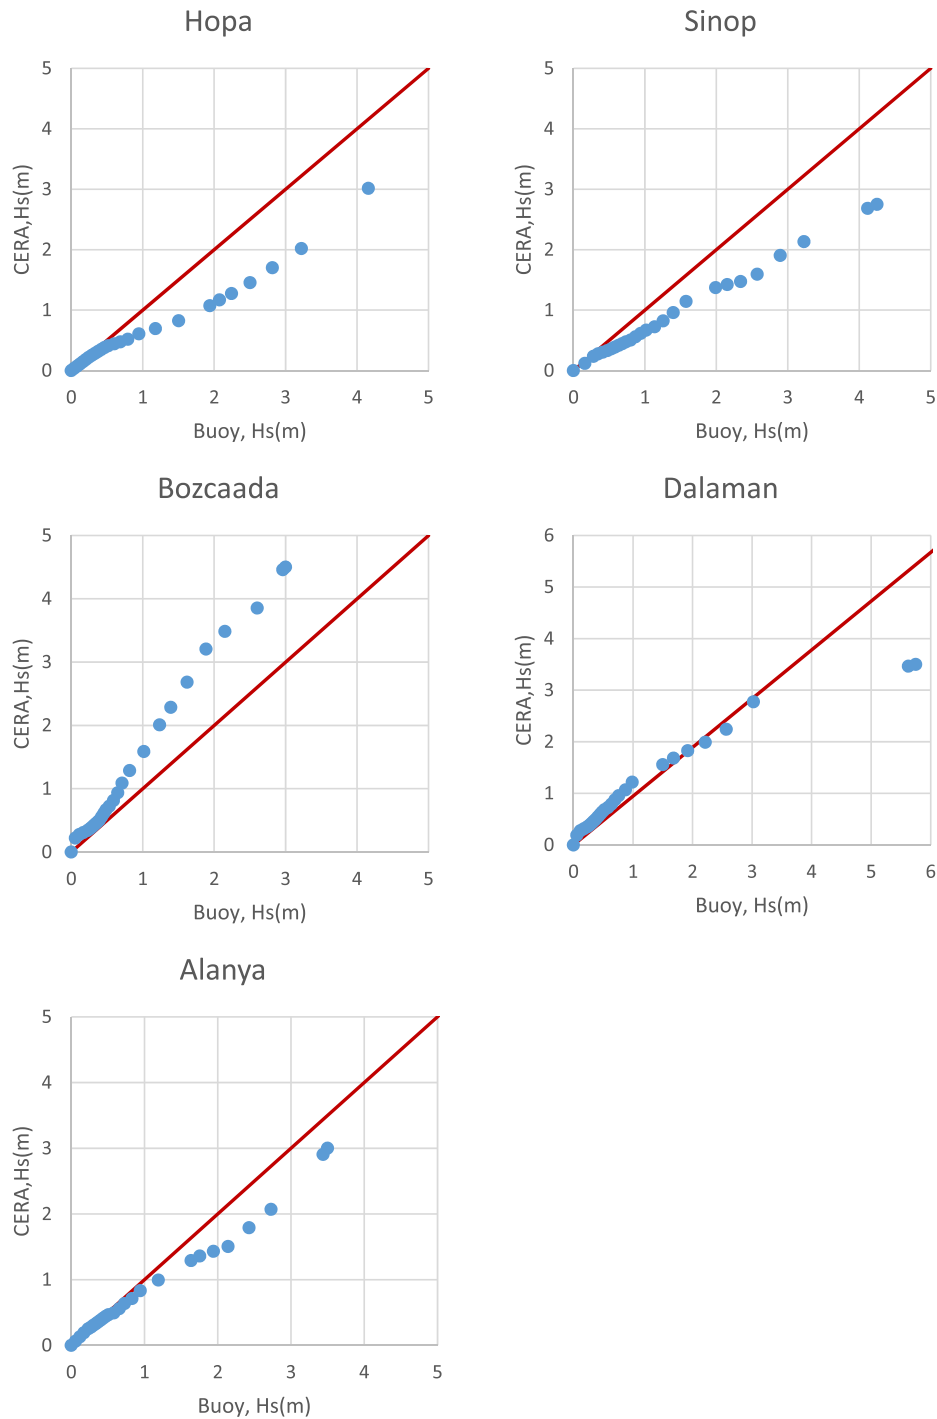 Hopa
5
4
3
2
1
0
CERA,Hs(m)
0 1 2 3 4 5
Buoy, Hs(m)
Sinop
5
4
3
2
1
0
CERA,Hs(m)
0 1 2 3 4 5
Buoy, Hs(m)
Bozcaada
5
4
3
2
1
0
CERA,Hs(m)
0 1 2 3 4 5
Buoy, Hs(m)
Dalaman
6
5
4
3
2
1
0
CERA,Hs(m)
0 1 2 3 4 5 6
Buoy, Hs(m)
Alanya
5
4
3
2
1
0
CERA,Hs(m)
0 1 2 3 4 5
Buoy, Hs(m)